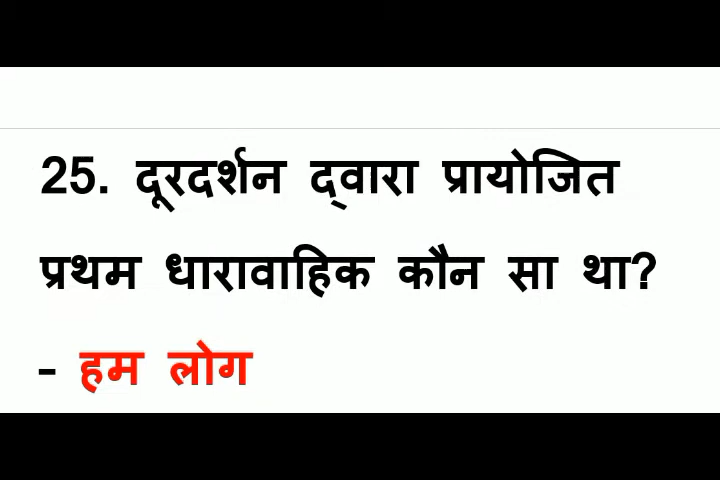 25. दूरदर्शन द्वारा प्रायोजित
प्रथम धारावाहिक कौन सा था?
- हम लोग